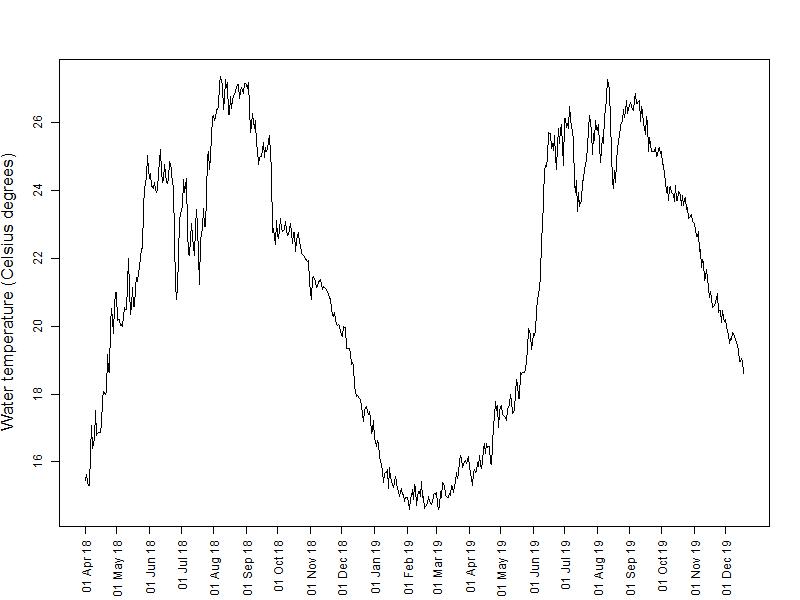 Water temperature (Celsius degrees)
26
24
22
20
18
16
01 Apr 18
01 May 18
01 Jun 18
01 Jul 18
01 Aug 18
01 Sep 18
01 Oct 18
01 Nov 18
01 Dec 18
01 Jan 19
01 Feb 19
01 Mar 19
01 Apr 19
01 May 19
01 Jun 19
01 Jul 19
01 Aug 19
01 Sep 19
01 Oct 19
01 Nov 19
01 Dec 19